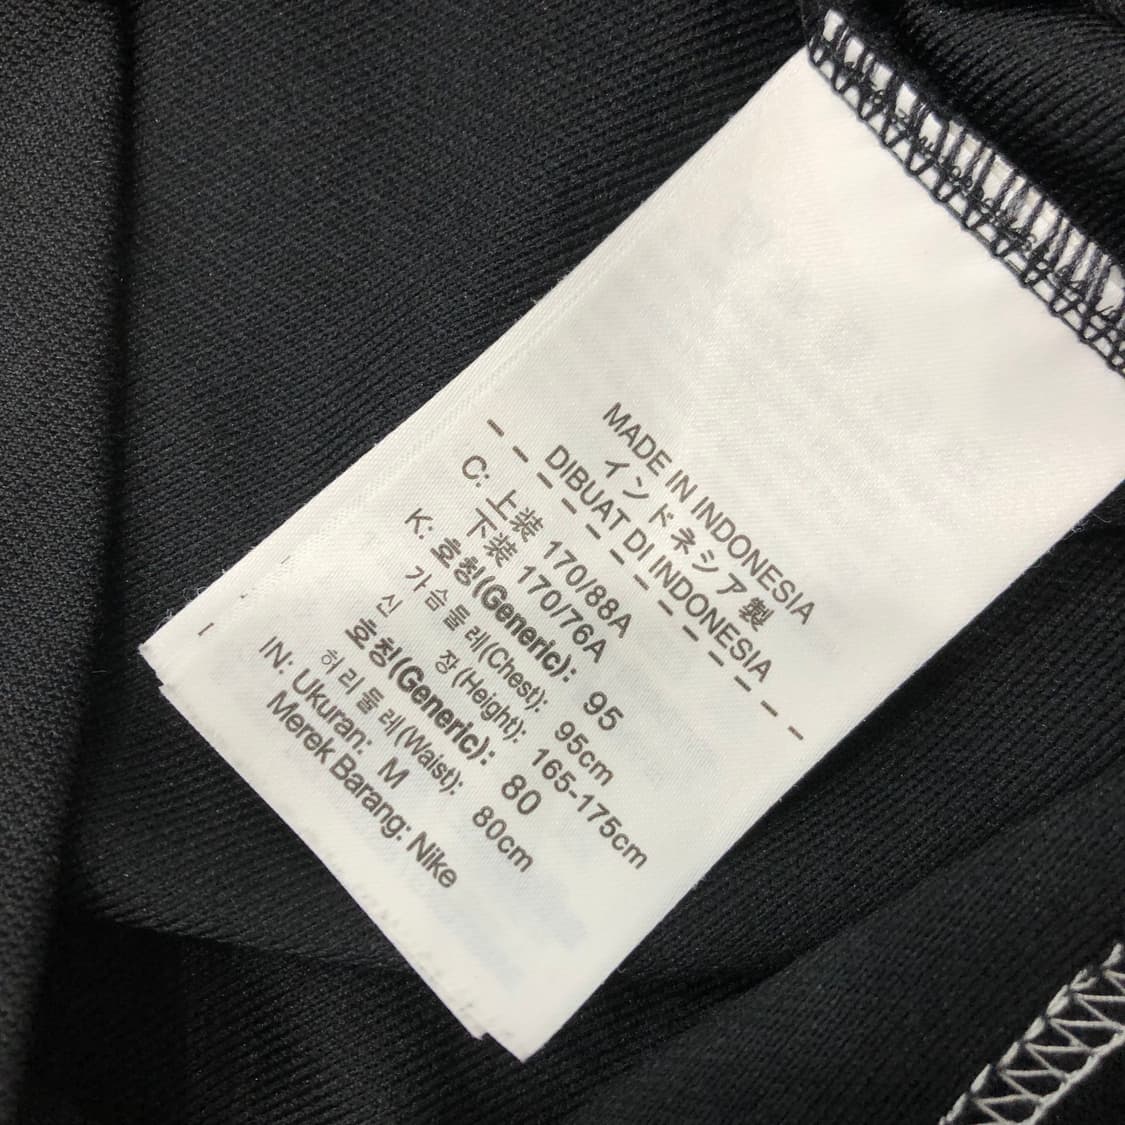 MADE IN INDONESIA
インドネシア製
DIBUAT DI INDONESIA
C: 上装 170/88A
下装 170/76A
K: 호칭(Generic): 95
가슴둘레(Chest): 95cm
신 장(Height): 165-175cm
호칭(Generic): 80
허리둘레(Waist): 80cm
IN: Ukuran: M
Merek Barang: Nike